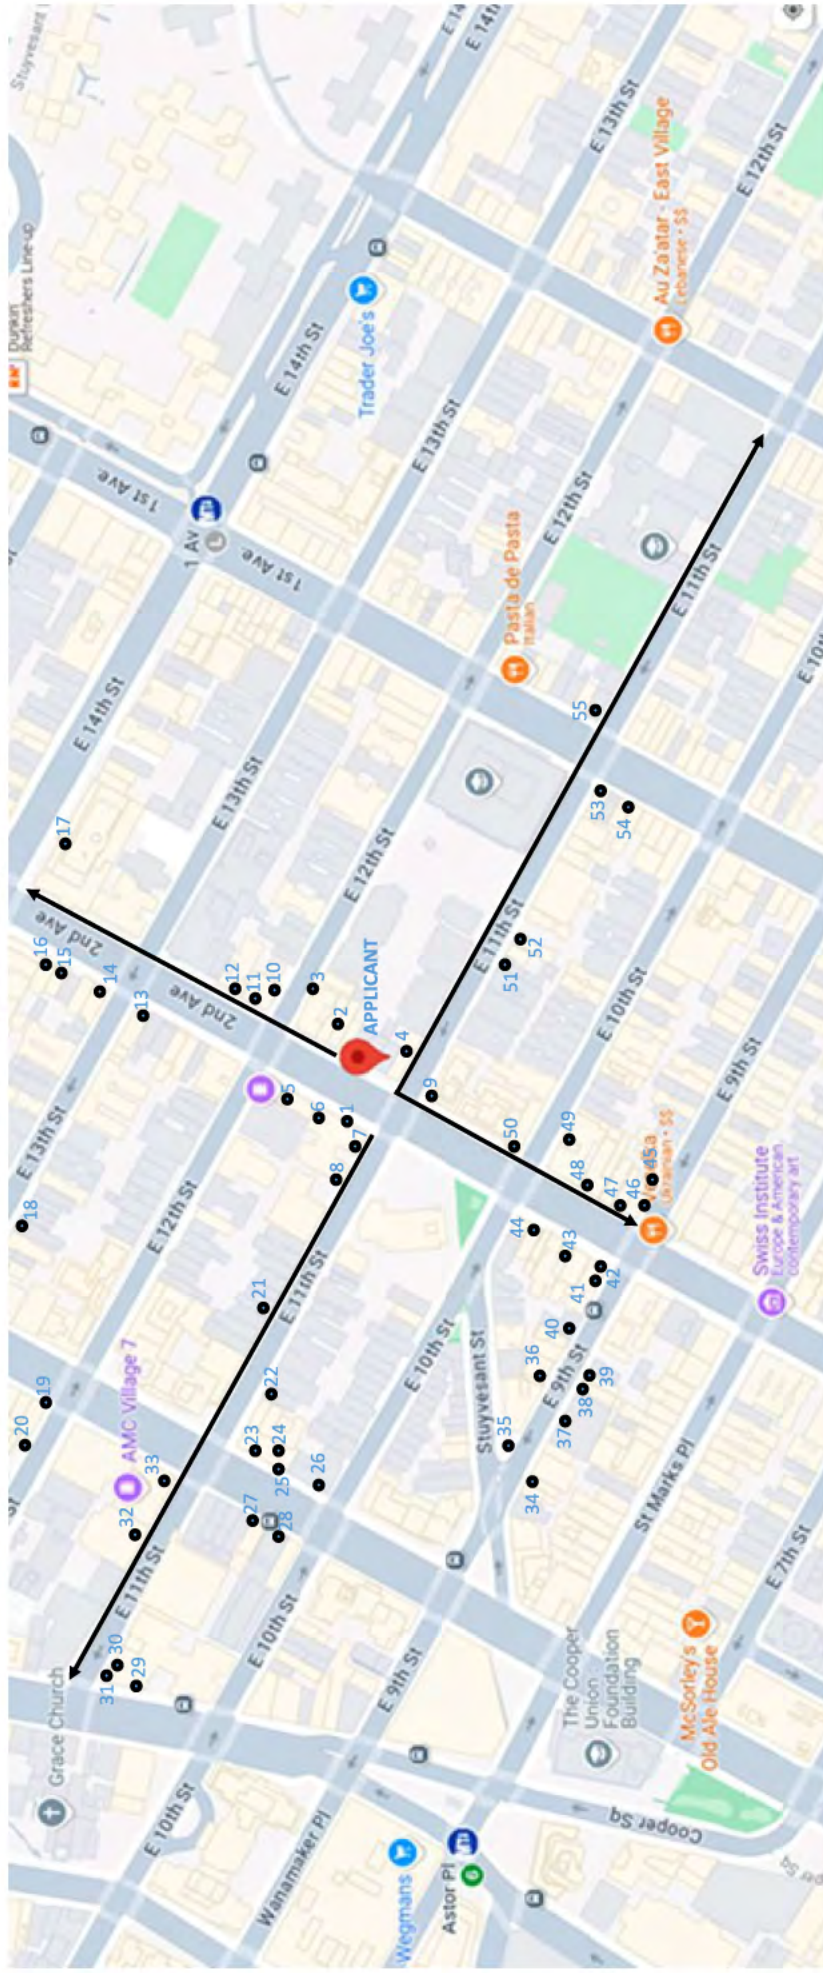 Stuyvesant
Dunkin'
Refreshers Line-up
E 14
E 14th
E 13th St
E 12th St
Au Za'atar - East Village
Lebanese • $$
Trader Joe's
E 14th St
1st Ave
1 Av
L
1st Ave.
E 13th St
E 12th St
Pasta de Pasta
Italian
E 11th St
E 10th
E 14th St
E 13th St
E 12th St
E 11th St
E 10th St
E 9th St
2nd Ave
2nd Ave
17
16
15
14
13
12
11
10
3
2
APPLICANT
4
9
5
6
1
7
8
55
53
54
52
51
50
49
48
47
46
45
Ukrainian • $$
Swiss Institute
Europe & American
contemporary art
E 13th St
18
E 12th St
E 11th St
21
22
19
20
AMC Village 7
33
32
23
24
25
26
27
28
E 10th St
Stuyvesant St
44
43
42
41
40
36
E 9th St
39
38
37
35
34
St Marks Pl
E 7th St
E 11th St
30
31
29
Grace Church
E 10th St
E 9th St
The Cooper
Union -
Foundation
Building
McSorley's
Old Ale House
E 10th St
Wanamaker Pl
Wegmans
Astor Pl
6
Cooper Sq